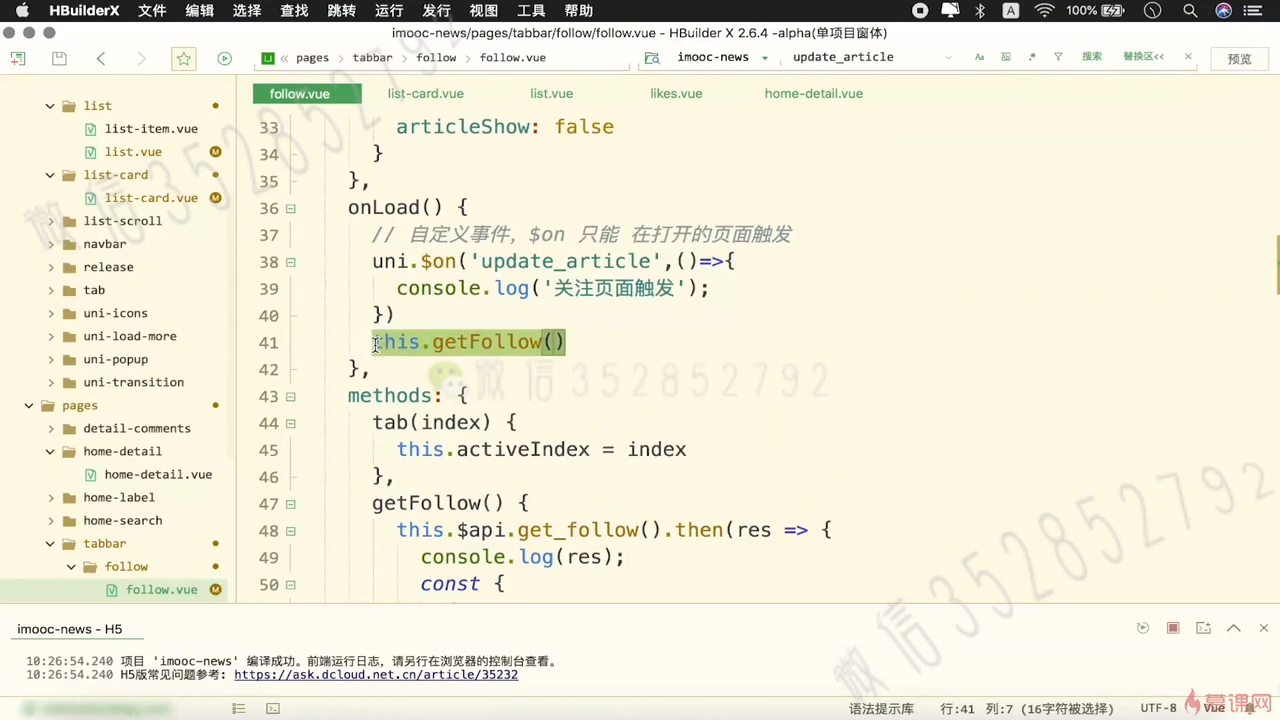 HBuilderX 文件 编辑 选择 查找 跳转 运行 发行 视图 工具 帮助 A 100%
imooc-news/pages/tabbar/follow/follow.vue - HBuilder X 2.6.4 -alpha(单项目窗体)
pages tabbar follow follow.vue imooc-news update_article Aa 搜索 替换区<< 预览
follow.vue list-card.vue list.vue likes.vue home-detail.vue
list
list-item.vue
list.vue M
list-card
list-card.vue M
list-scroll
navbar
release
tab
uni-icons
uni-load-more
uni-popup
uni-transition
pages
detail-comments
home-detail
home-detail.vue
home-label
home-search
tabbar
follow
follow.vue M
33 articleShow: false
34 }
35 },
36 onLoad() {
37 // 自定义事件，$on 只能 在打开的页面触发
38 uni.$on('update_article',()=>{
39 console.log('关注页面触发');
40 })
41 this.getFollow()
42 },
43 methods: {
44 tab(index) {
45 this.activeIndex = index
46 },
47 getFollow() {
48 this.$api.get_follow().then(res => {
49 console.log(res);
50 const {
微信 352852792
微信 352852792
微信 352852792
imooc-news - H5
10:26:54.240 项目 'imooc-news' 编译成功。前端运行日志，请另行在浏览器的控制台查看。
10:26:54.240 H5版常见问题参考: https://ask.dcloud.net.cn/article/35232
语法提示库 行:41 列:7 (16字符被选择) UTF-8 Vue
慕课网